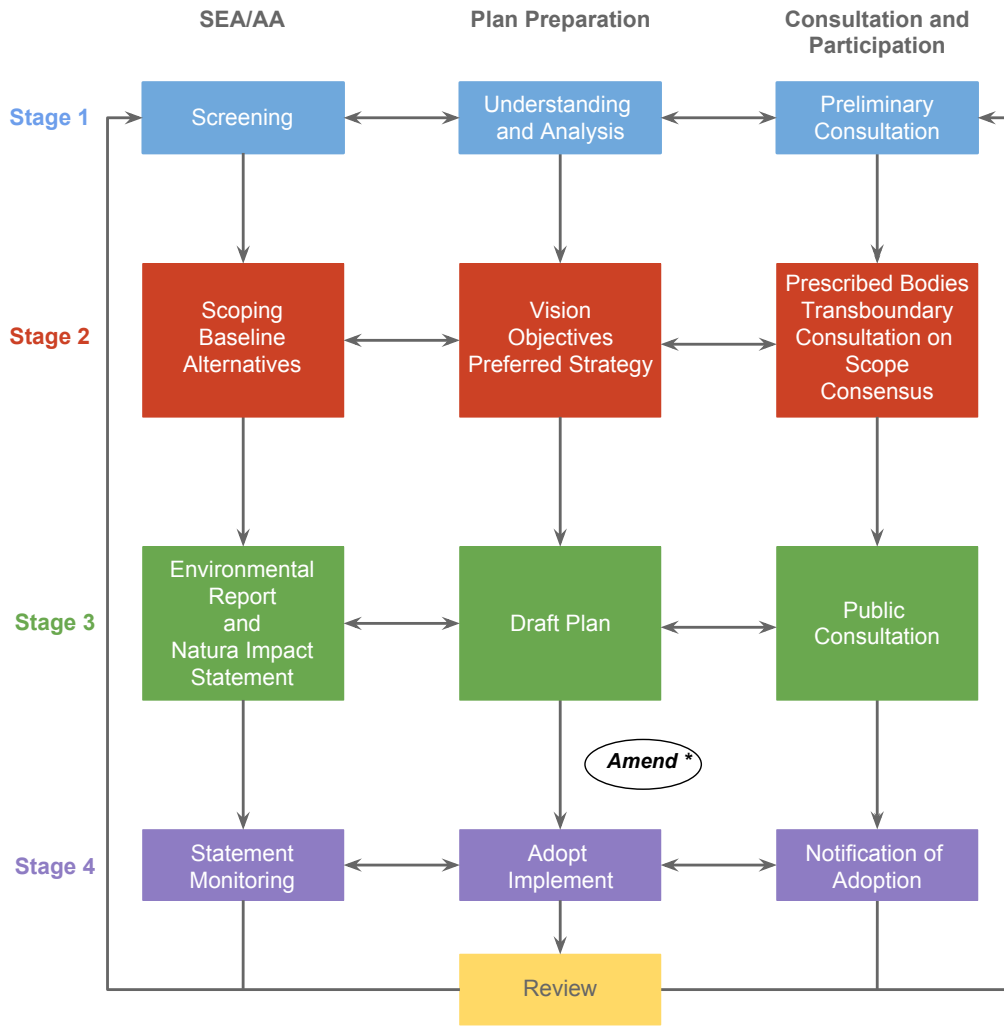 SEA/AA
Plan Preparation
Consultation and
Participation
Stage 1
Screening
Understanding
and Analysis
Preliminary
Consultation
Stage 2
Scoping
Baseline
Alternatives
Vision
Objectives
Preferred Strategy
Prescribed Bodies
Transboundary
Consultation on
Scope
Consensus
Stage 3
Environmental
Report
and
Natura Impact
Statement
Draft Plan
Public
Consultation
Amend *
Stage 4
Statement
Monitoring
Adopt
Implement
Notification of
Adoption
Review